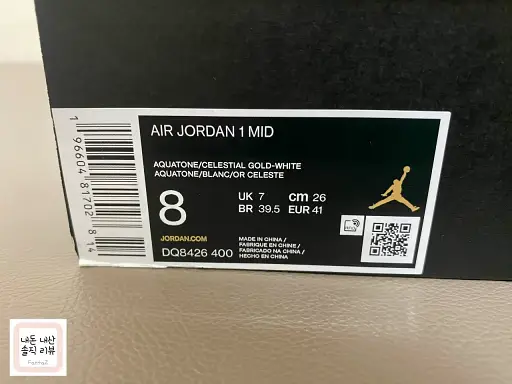 AIR JORDAN 1 MID
AQUATONE/CELESTIAL GOLD-WHITE
AQUATONE/BLANC/OR CELESTE
8
UK 7 cm 26
BR 39.5 EUR 41
JORDAN.COM
DQ8426 400
MADE IN CHINA /
FABRIQUE EN CHINE /
FABRICADO NA CHINA /
HECHO EN CHINA
1 96604 81702 8 14
내돈 내산
솔직 리뷰